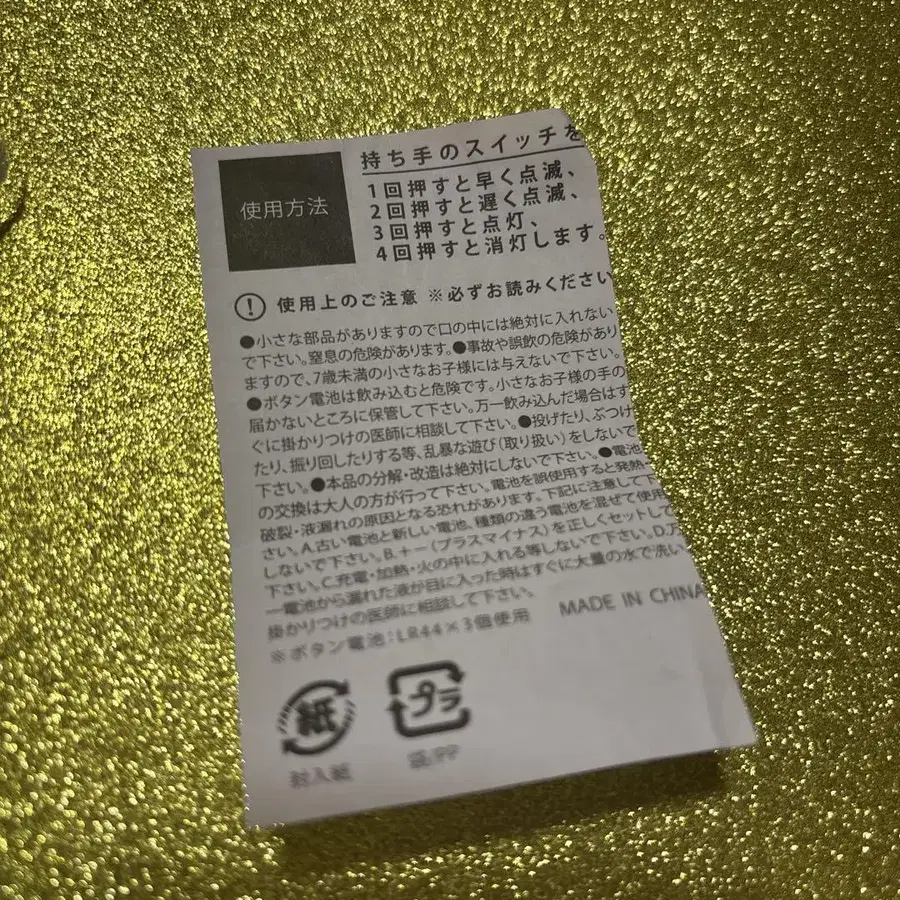 使用方法
持ち手のスイッチを
1回押すと早く点滅、
2回押すと遅く点滅、
3回押すと点灯、
4回押すと消灯します。
使用上のご注意 ※必ずお読みください
●小さな部品がありますので口の中には絶対に入れない
で下さい。窒息の危険があります。●事故や誤飲の危険があり
ますので、7歳未満の小さなお子様には与えないで下さい。
●ボタン電池は飲み込むと危険です。小さなお子様の手の
届かないところに保管して下さい。万一飲み込んだ場合はす
ぐに掛かりつけの医師に相談して下さい。●投げたり、ぶつけ
たり、振り回したりする等、乱暴な遊び(取り扱い)をしないで
下さい。●本品の分解・改造は絶対にしないで下さい。●電池
の交換は大人の方が行って下さい。電池を誤使用すると発熱・
破裂・液漏れの原因となる恐れがあります。下記に注意して下
さい。A.古い電池と新しい電池、種類の違う電池を混ぜて使用
しないで下さい。B.+-(プラスマイナス)を正しくセットして
下さい。C.充電・加熱・火の中に入れる等しないで下さい。D.万
一電池から漏れた液が目に入った時はすぐに大量の水で洗い、
掛かりつけの医師に相談して下さい。
※ボタン電池:LR44×3個使用 MADE IN CHINA
紙 プラ
封入紙 袋:PP